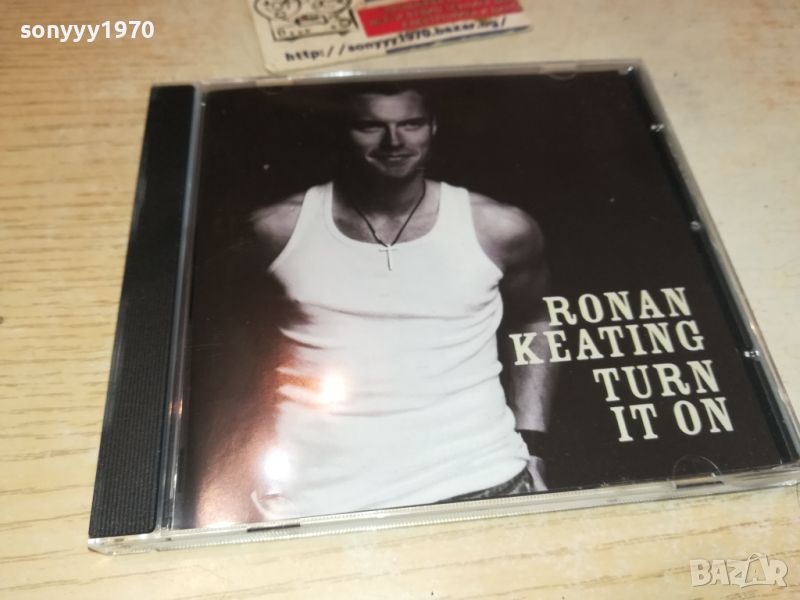 sonyyy1970
http://sonyyy1970.bazar.bg/
RONAN
KEATING
TURN
IT ON
BAZAR